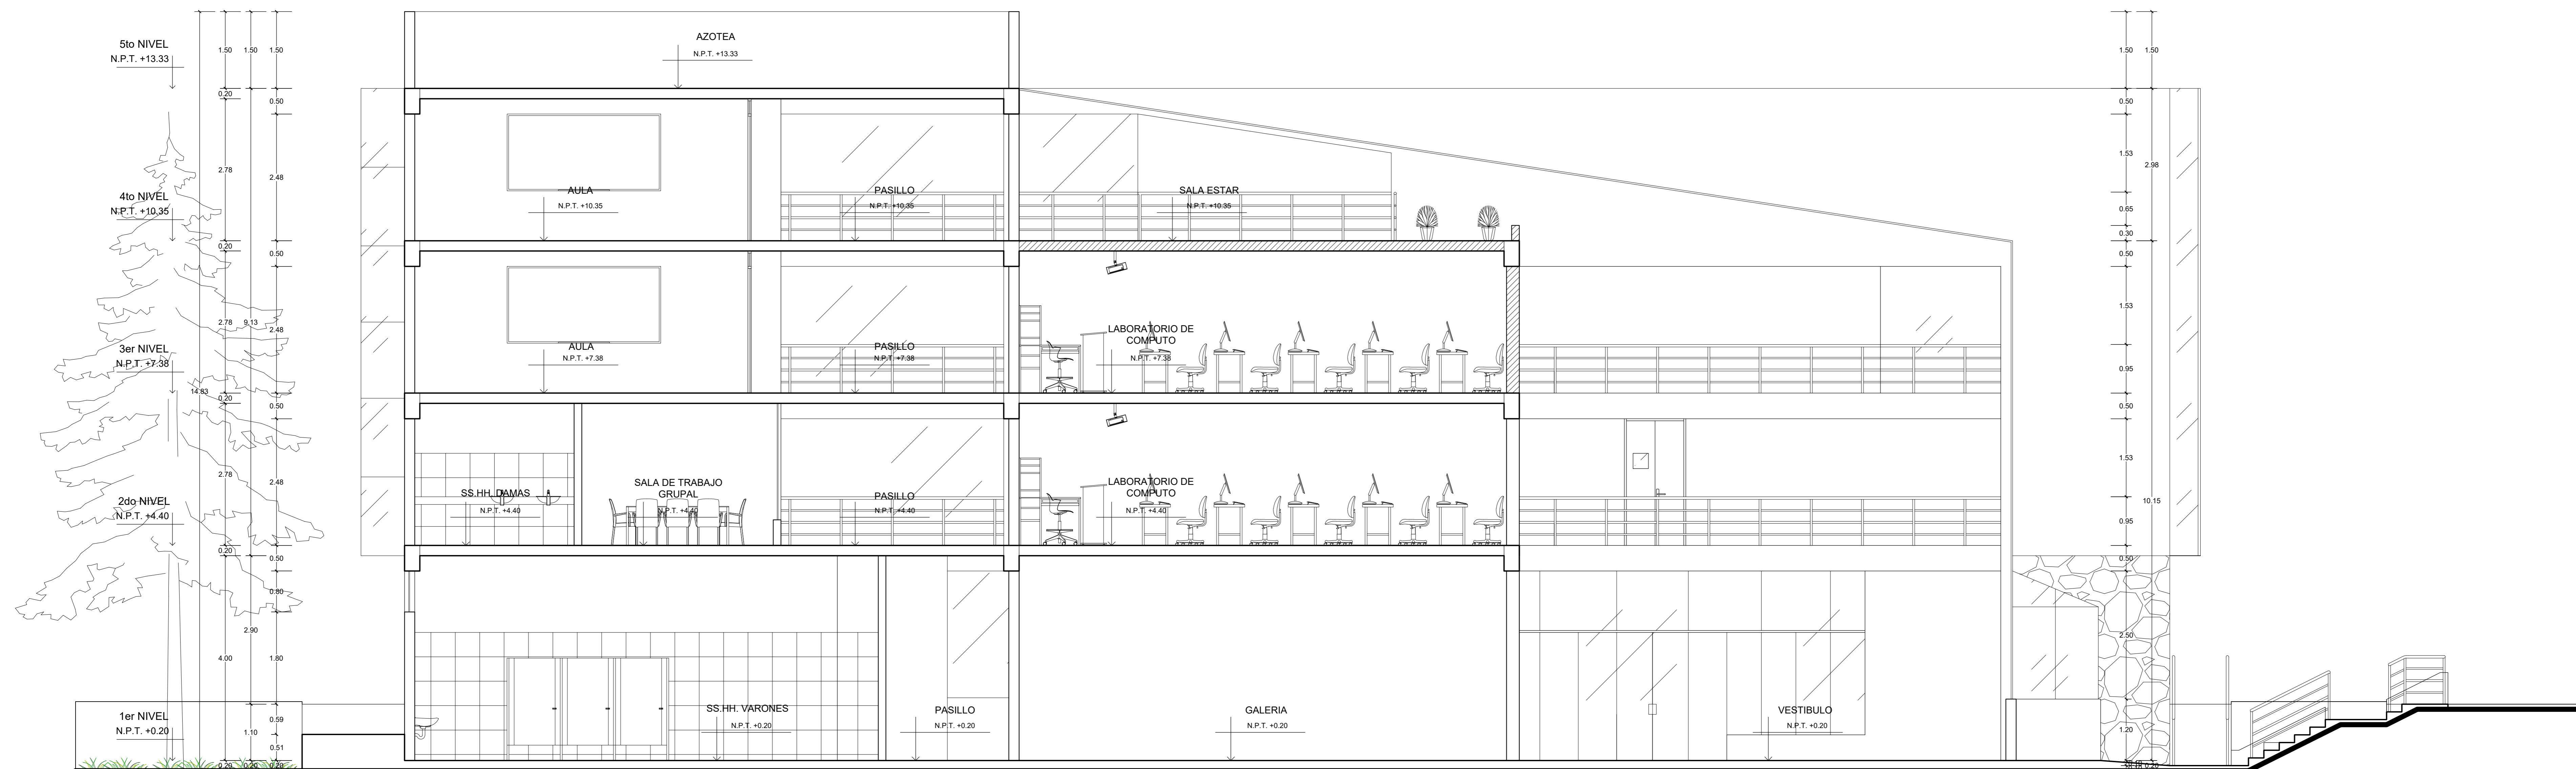 5to NIVEL
N.P.T. +13.33
4to NIVEL
N.P.T. +10.35
3er NIVEL
N.P.T. +7.38
2do NIVEL
N.P.T. +4.40
1er NIVEL
N.P.T. +0.20
14.83
1.50
0.20
2.78
0.20
2.78
0.20
2.78
0.20
4.00
0.20
1.50
9.13
2.90
1.10
0.20
1.50
0.50
2.48
0.50
2.48
0.50
2.48
0.50
0.80
1.80
0.59
0.51
0.20
AZOTEA
N.P.T. +13.33
AULA
N.P.T. +10.35
PASILLO
N.P.T. +10.35
SALA ESTAR
N.P.T. +10.35
AULA
N.P.T. +7.38
PASILLO
N.P.T. +7.38
LABORATORIO DE
COMPUTO
N.P.T. +7.38
SS.HH. DAMAS
N.P.T. +4.40
SALA DE TRABAJO
GRUPAL
N.P.T. +4.40
PASILLO
N.P.T. +4.40
LABORATORIO DE
COMPUTO
N.P.T. +4.40
SS.HH. VARONES
N.P.T. +0.20
PASILLO
N.P.T. +0.20
GALERIA
N.P.T. +0.20
VESTIBULO
N.P.T. +0.20
1.50
0.50
1.53
0.65
0.30
0.50
1.53
0.95
0.50
1.53
0.95
0.50
2.50
1.20
1.50
2.98
10.15
0.20